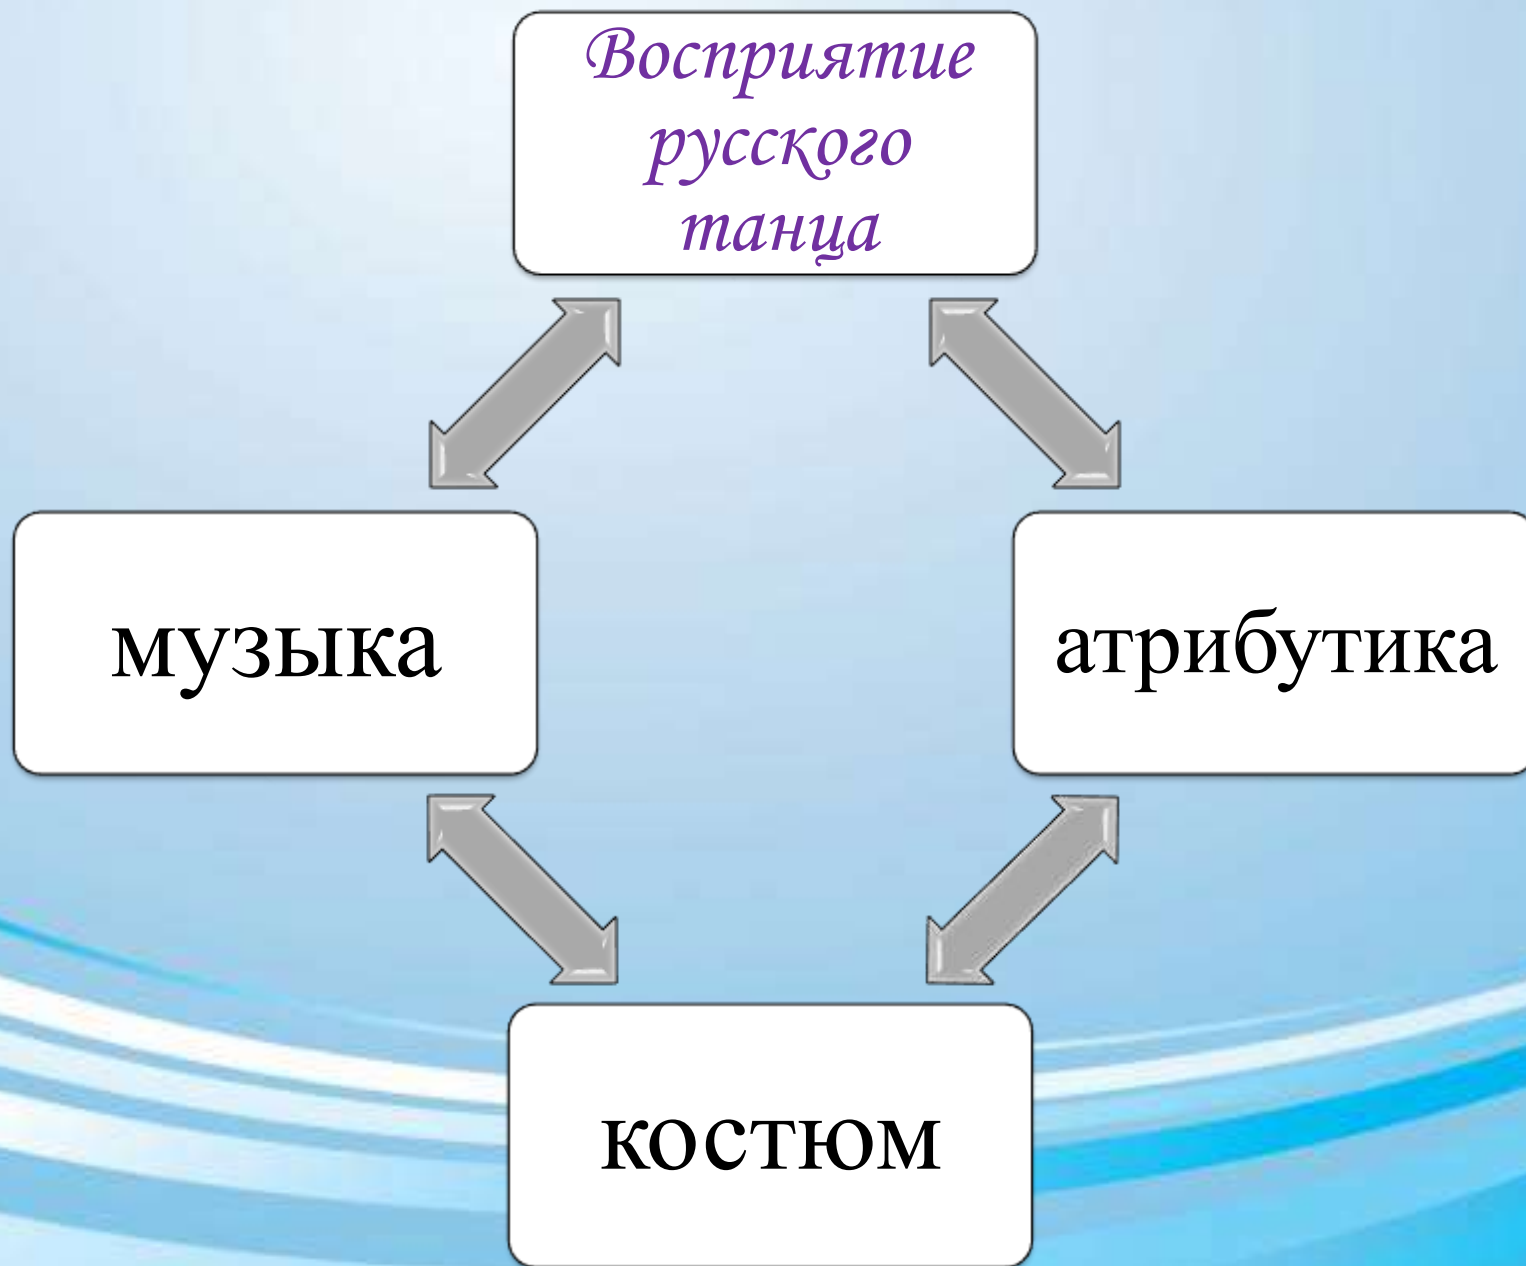 Восприятие
русского
танца
музыка
атрибутика
костюм